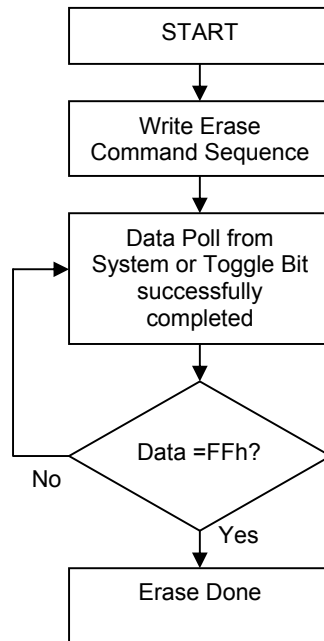 START
Write Erase
Command Sequence
Data Poll from
System or Toggle Bit
successfully
completed
Data =FFh?
No
Yes
Erase Done